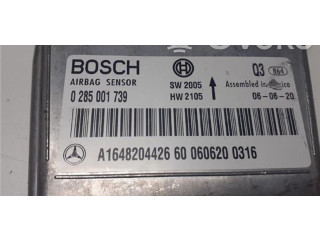 BOSCH
AIRBAG SENSOR
0 285 001 739
SW 2005
HW 2105
Q3
Assembled in
06-06-20
A1648204426 60 060620 0316